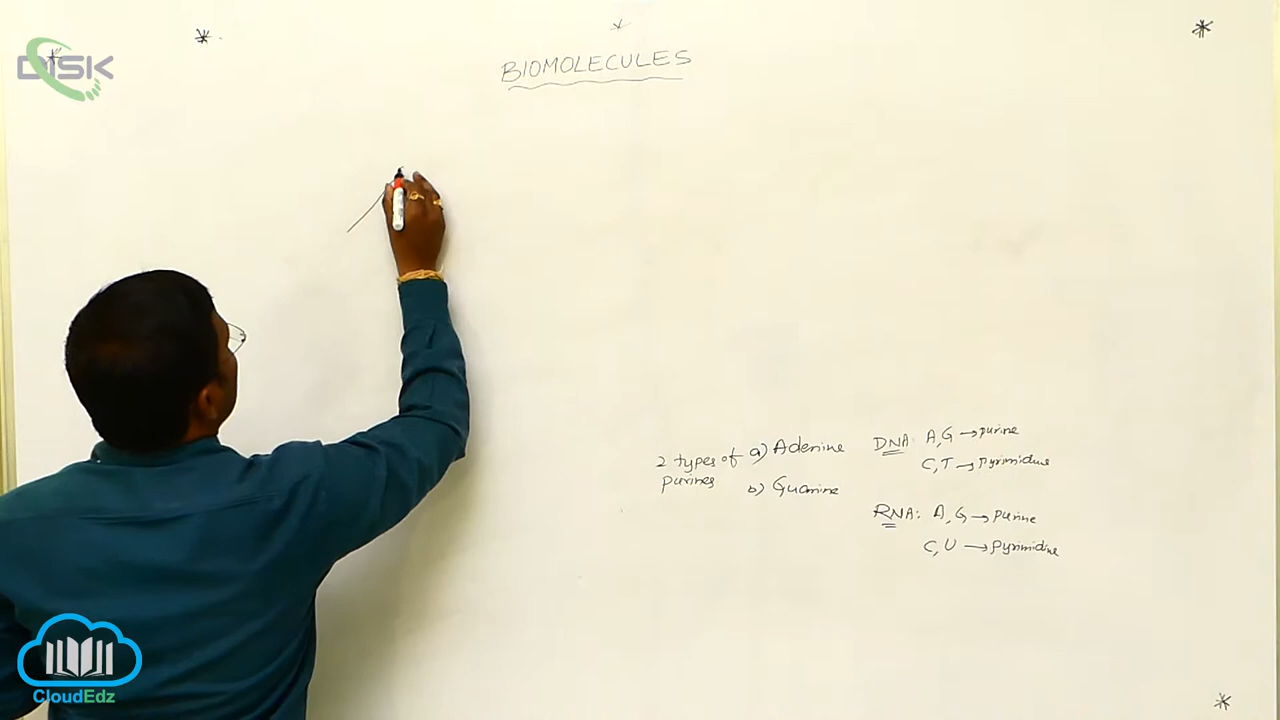 DISK
BIOMOLECULES
2 types of
purines
a) Adenine
b) Guanine
DNA: A, G → purine
C, T → pyrimidine
RNA: A, G → purine
C, U → pyrimidine
CloudEdz